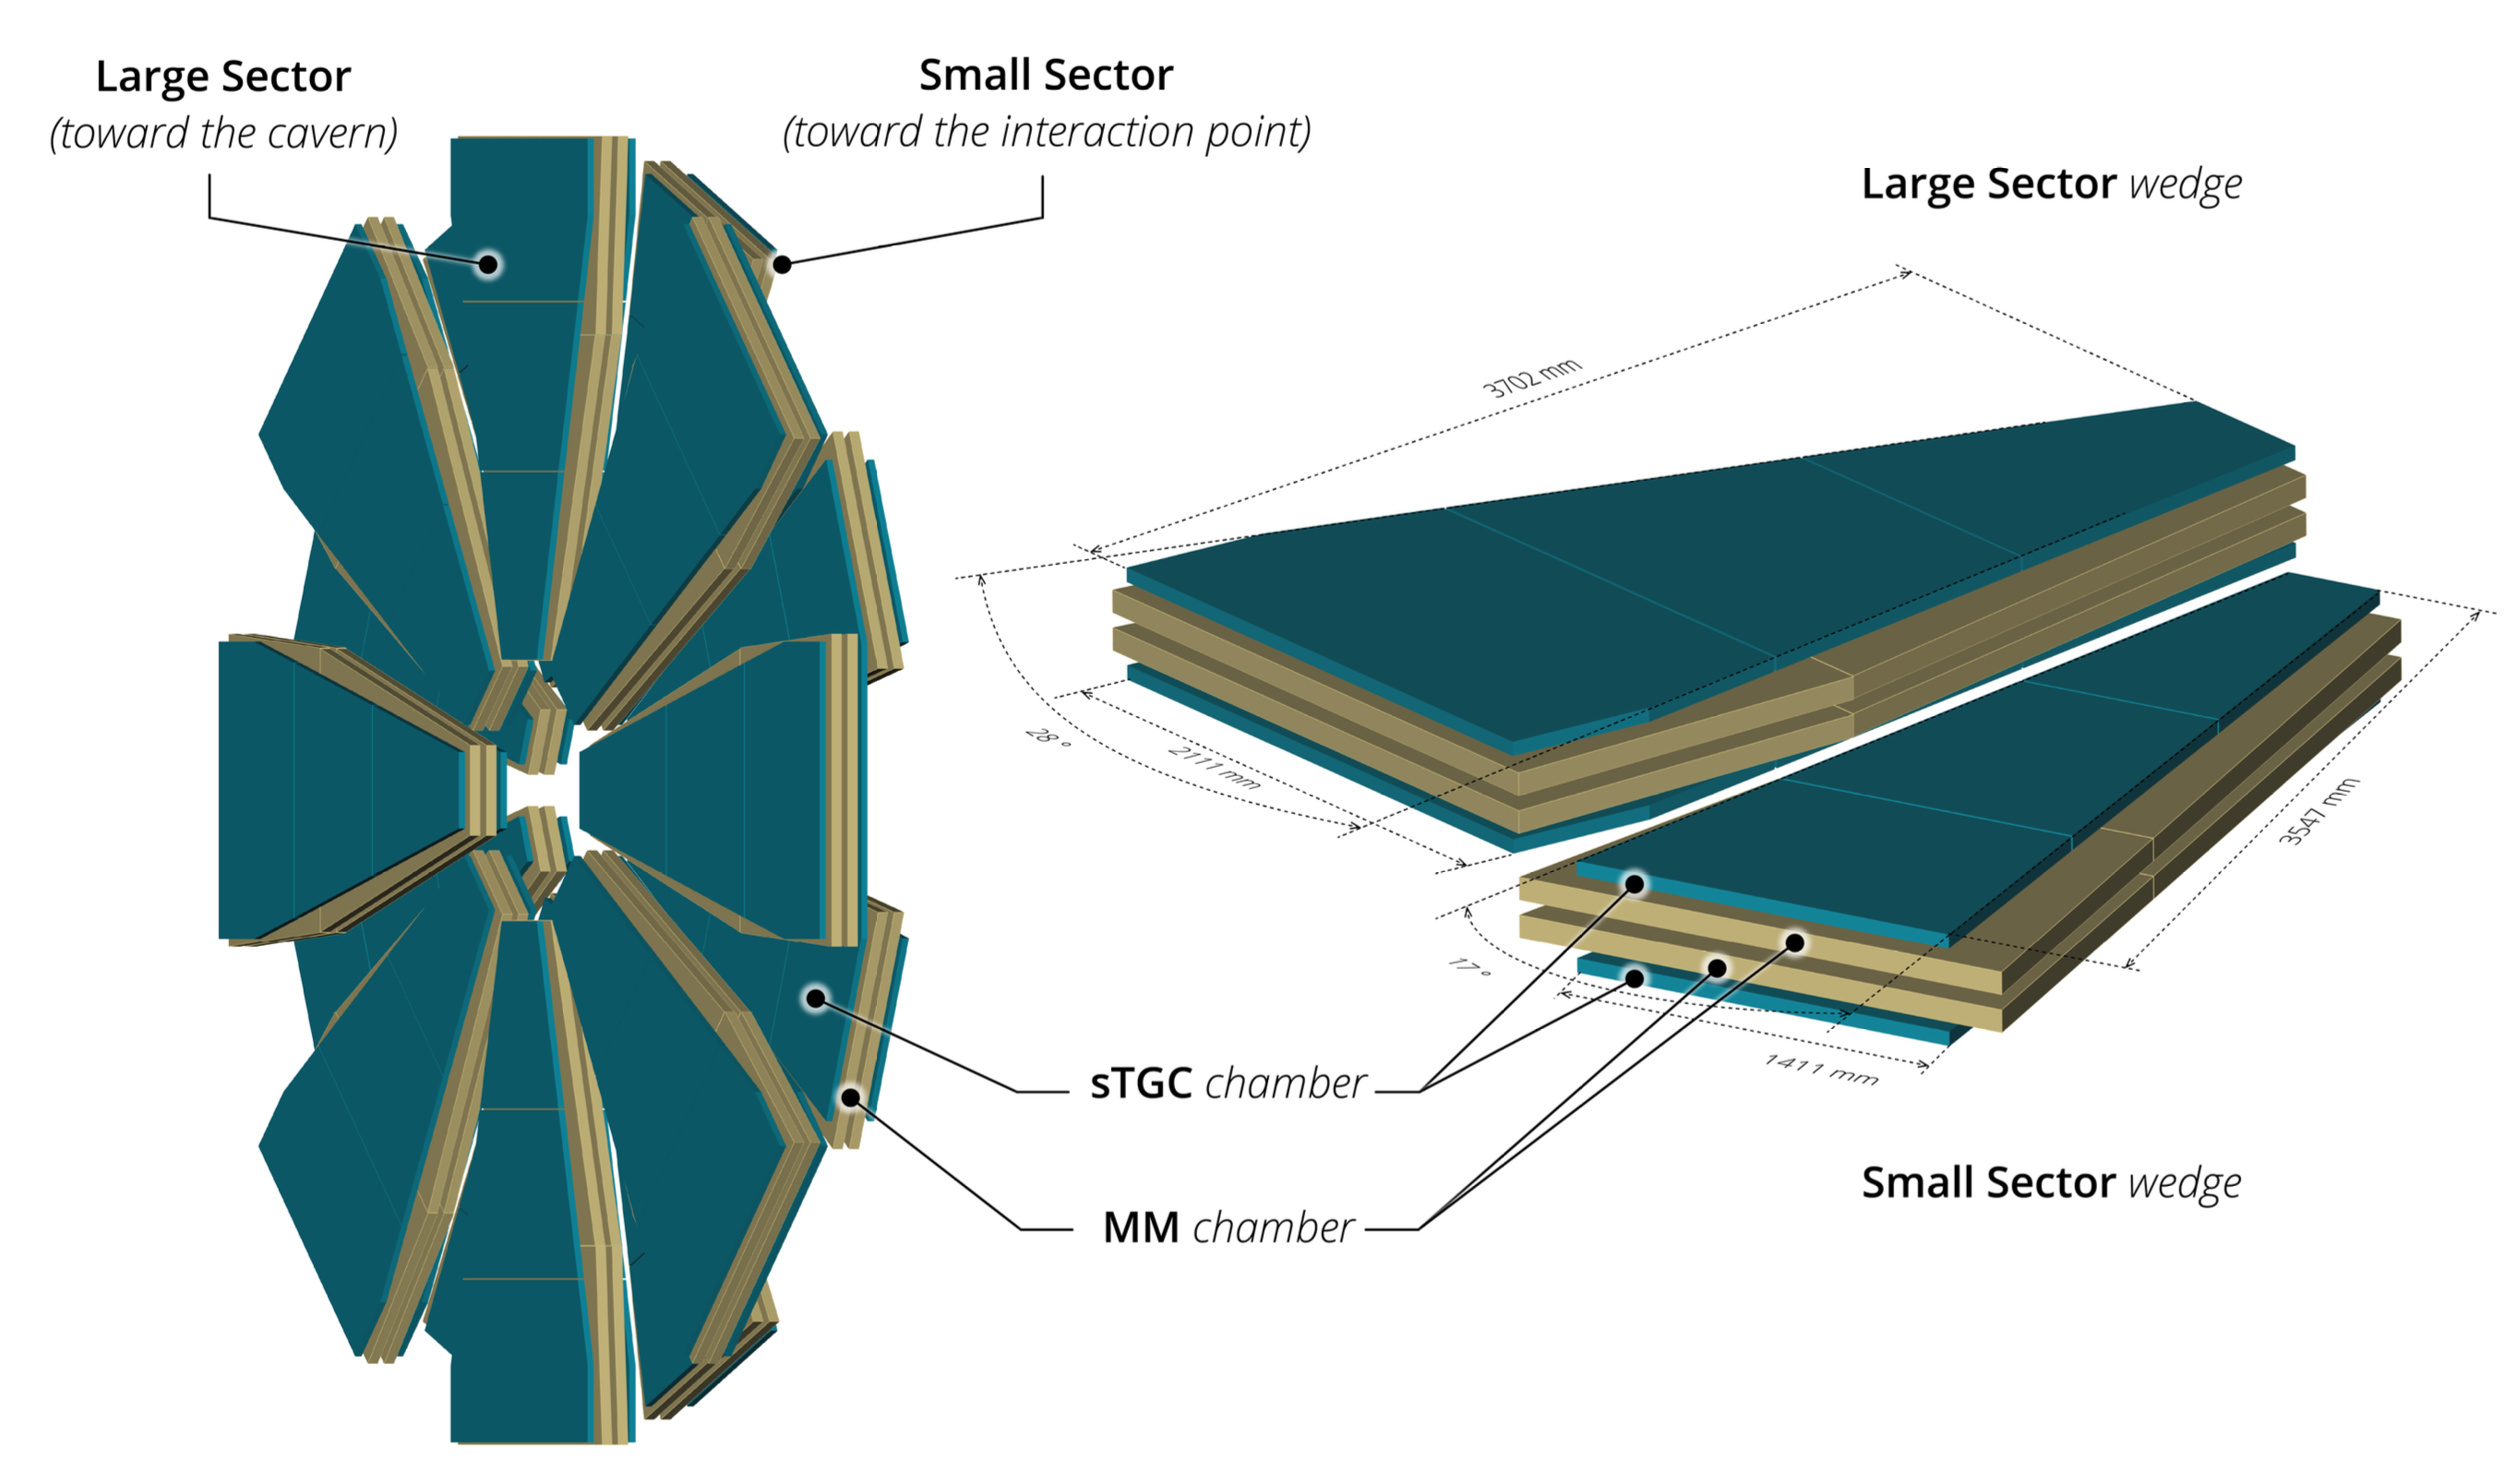 Large Sector
(toward the cavern)
Small Sector
(toward the interaction point)
Large Sector wedge
3702 mm
28°
2111 mm
3547 mm
17°
1411 mm
sTGC chamber
MM chamber
Small Sector wedge